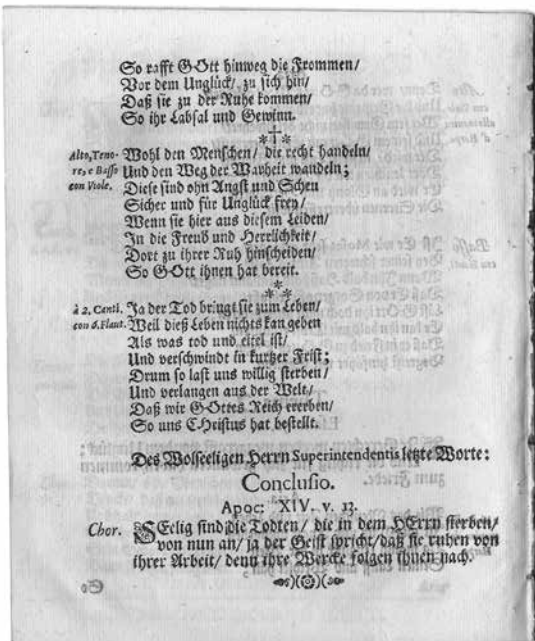 So rafft GOtt hinweg die Frommen/
Vor dem Unglück/ zu sich hin/
Daß sie zu der Ruhe kommen/
So ihr Labsal und Gewinn.
Alto, Teno- Wohl den Menschen/ die recht handeln/
re, e Basso Und den Weg der Warheit wandeln;
con Viole. Diese sind ohn Angst und Scheu
Sicher und für Unglück frey/
Wenn sie hier aus diesem Leiden/
In die Freud und Herrlichkeit/
Dort zu ihrer Ruh hinscheiden/
So GOtt ihnen hat bereit.
à 2. Cant. Ja der Tod bringt sie zum Leben/
con 6. Flaut. Weil dieß Leben nichts kan geben
Als was tod und eitel ist/
Und verschwindt in kurtzer Frist;
Drum so last uns willig sterben/
Und verlangen aus der Welt/
Daß wir GOttes Reich ererben/
So uns CHristus hat bestellt.
Des Wolseeligen Herrn Superintendentis letzte Worte:
Conclusio.
Apoc: XIV. v. 13.
Chor. SEelig sind die Todten/ die in dem HErrn sterben/
von nun an/ ja der Geist spricht/ daß sie ruhen von
ihrer Arbeit/ denn ihre Wercke folgen ihnen nach.